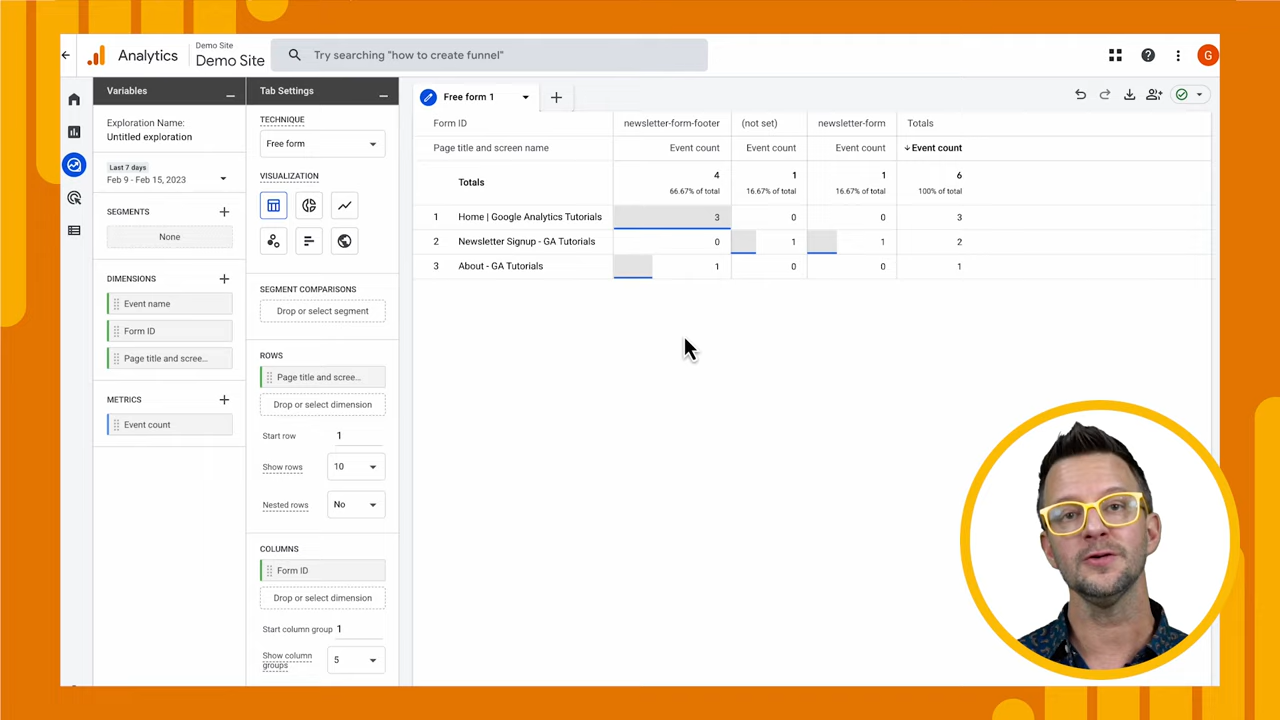 Analytics
Demo Site
Demo Site
Try searching "how to create funnel"
G
Variables
Exploration Name:
Untitled exploration
Last 7 days
Feb 9 - Feb 15, 2023
SEGMENTS
None
DIMENSIONS
Event name
Form ID
Page title and scree...
METRICS
Event count
Tab Settings
TECHNIQUE
Free form
VISUALIZATION
SEGMENT COMPARISONS
Drop or select segment
ROWS
Page title and scree...
Drop or select dimension
Start row 1
Show rows 10
Nested rows No
COLUMNS
Form ID
Drop or select dimension
Start column group 1
Show column groups 5
Free form 1
Form ID newsletter-form-footer (not set) newsletter-form Totals
Page title and screen name Event count Event count Event count Event count
Totals 4 1 1 6
66.67% of total 16.67% of total 16.67% of total 100% of total
1 Home | Google Analytics Tutorials 3 0 0 3
2 Newsletter Signup - GA Tutorials 0 1 1 2
3 About - GA Tutorials 1 0 0 1